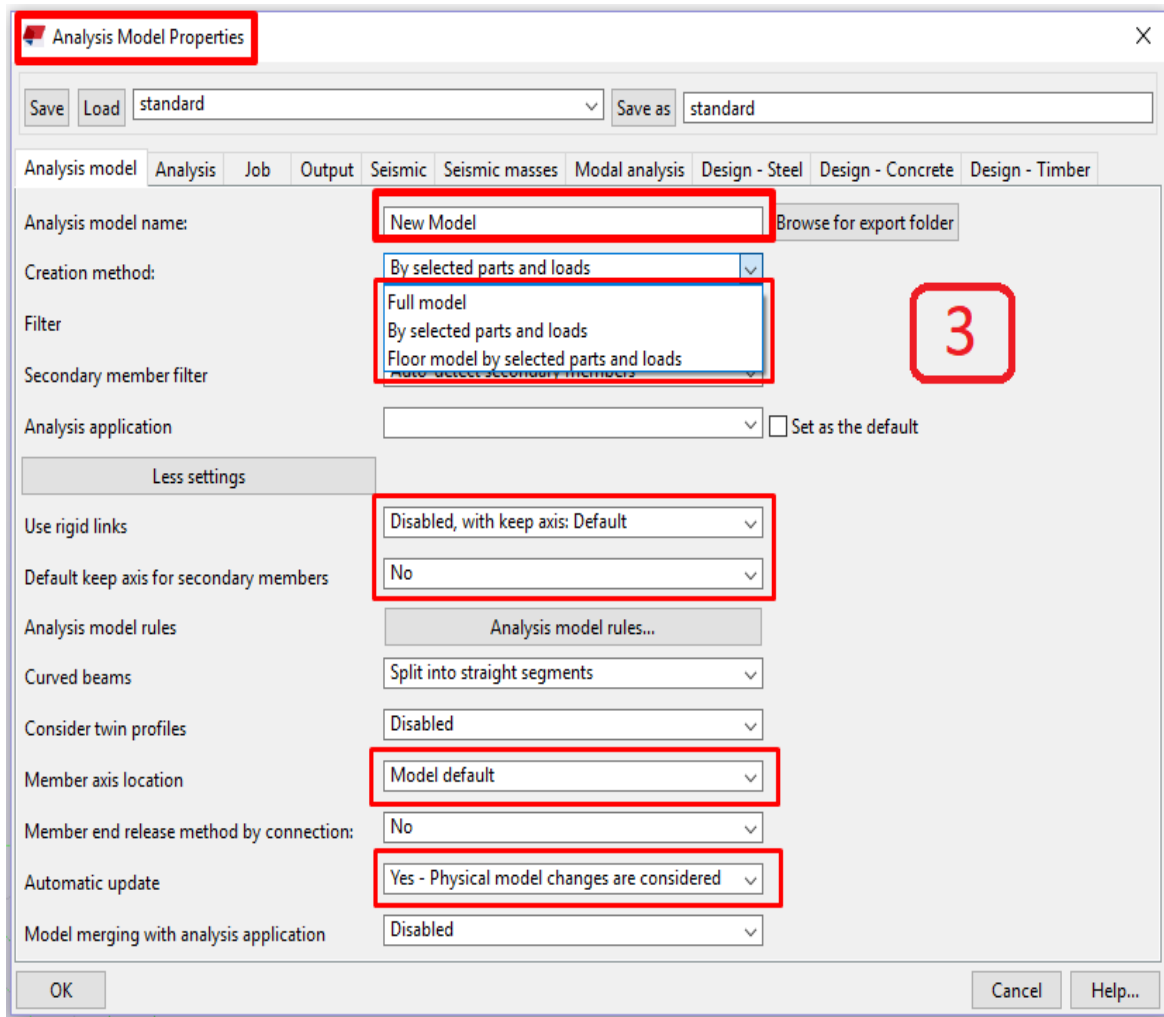 Analysis Model Properties
Save Load standard Save as standard
Analysis model Analysis Job Output Seismic Seismic masses Modal analysis Design - Steel Design - Concrete Design - Timber
Analysis model name: New Model Browse for export folder
Creation method: By selected parts and loads
Full model
Filter By selected parts and loads
Floor model by selected parts and loads
Secondary member filter Auto-detect secondary members
3
Analysis application Set as the default
Less settings
Use rigid links Disabled, with keep axis: Default
Default keep axis for secondary members No
Analysis model rules Analysis model rules...
Curved beams Split into straight segments
Consider twin profiles Disabled
Member axis location Model default
Member end release method by connection: No
Automatic update Yes - Physical model changes are considered
Model merging with analysis application Disabled
OK Cancel Help...